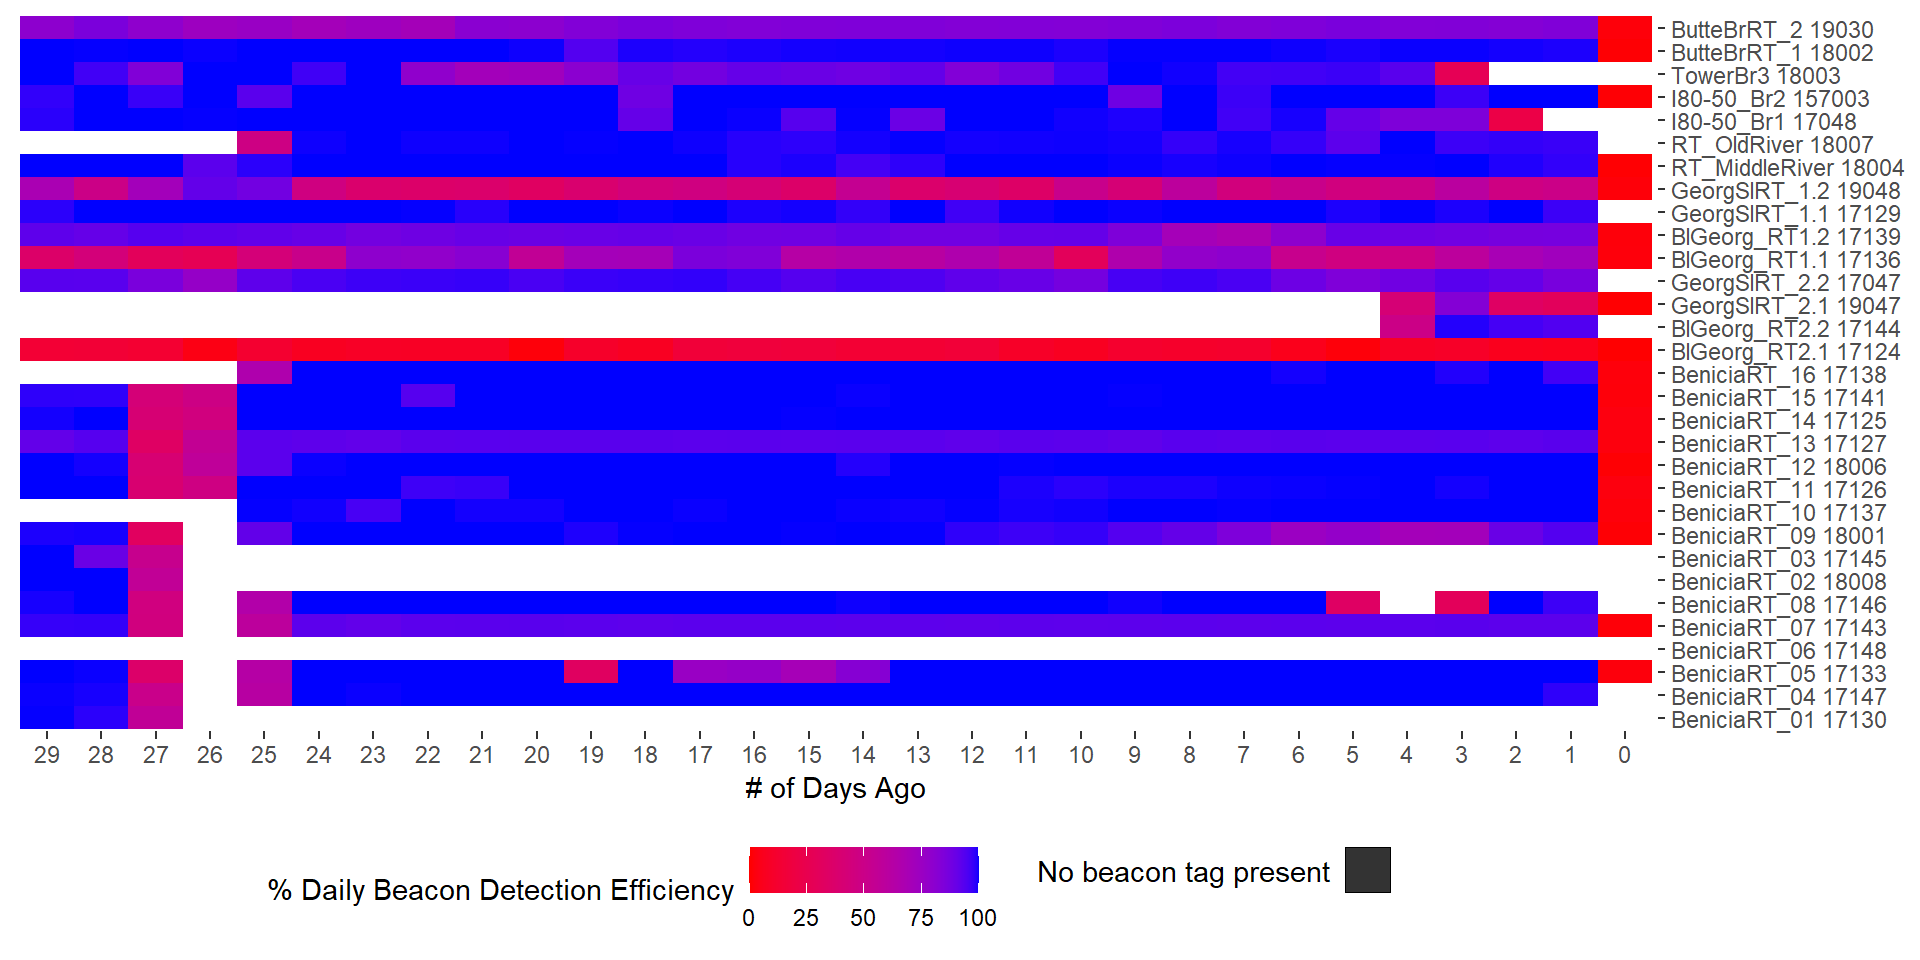 ButteBrRT_2 19030
ButteBrRT_1 18002
TowerBr3 18003
I80-50_Br2 157003
I80-50_Br1 17048
RT_OldRiver 18007
RT_MiddleRiver 18004
GeorgSlRT_1.2 19048
GeorgSlRT_1.1 17129
BlGeorg_RT1.2 17139
BlGeorg_RT1.1 17136
GeorgSlRT_2.2 17047
GeorgSlRT_2.1 19047
BlGeorg_RT2.2 17144
BlGeorg_RT2.1 17124
BeniciaRT_16 17138
BeniciaRT_15 17141
BeniciaRT_14 17125
BeniciaRT_13 17127
BeniciaRT_12 18006
BeniciaRT_11 17126
BeniciaRT_10 17137
BeniciaRT_09 18001
BeniciaRT_03 17145
BeniciaRT_02 18008
BeniciaRT_08 17146
BeniciaRT_07 17143
BeniciaRT_06 17148
BeniciaRT_05 17133
BeniciaRT_04 17147
BeniciaRT_01 17130
29 28 27 26 25 24 23 22 21 20 19 18 17 16 15 14 13 12 11 10 9 8 7 6 5 4 3 2 1 0
# of Days Ago
% Daily Beacon Detection Efficiency
0 25 50 75 100
No beacon tag present